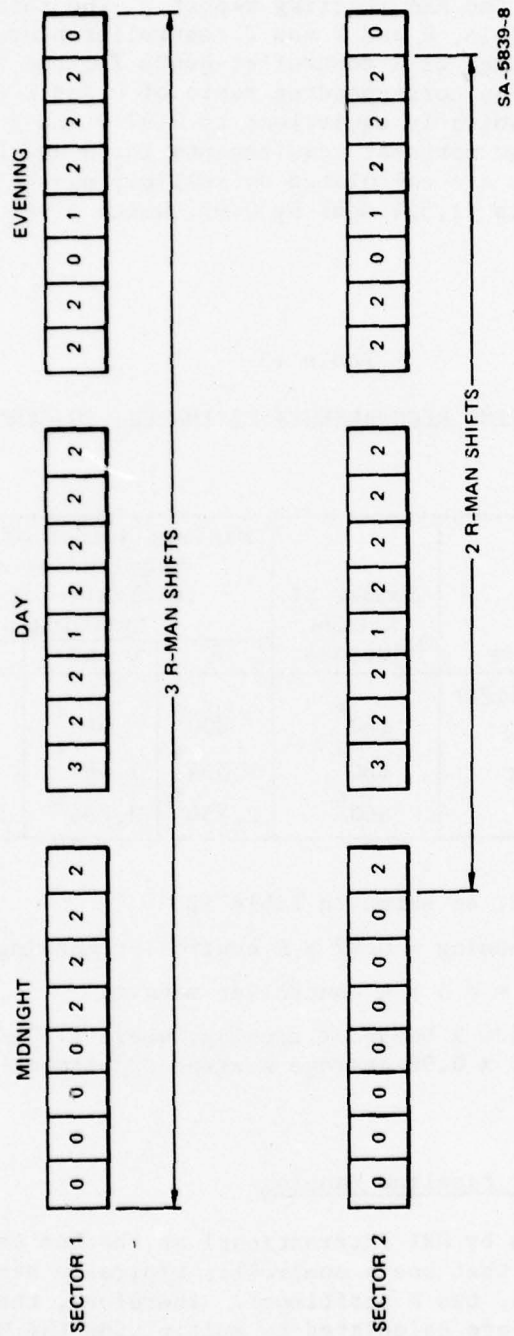 MIDNIGHT DAY EVENING
SECTOR 1 0 0 0 0 2 2 2 2 3 2 2 1 2 2 2 2 2 2 0 1 2 2 2 0
3 R-MAN SHIFTS
SECTOR 2 0 0 0 0 0 0 0 2 3 2 2 1 2 2 2 2 2 2 0 1 2 2 2 0
2 R-MAN SHIFTS
SA-5839-8